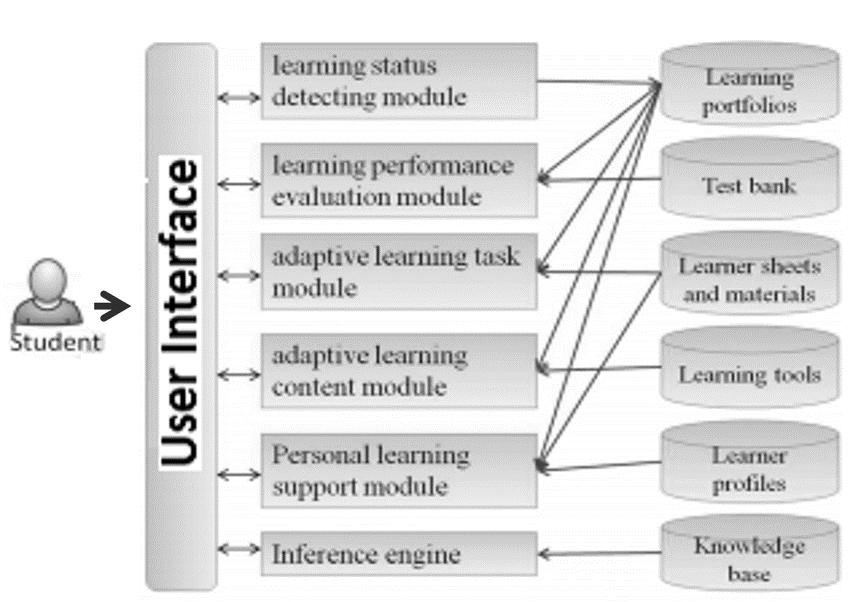 Student
User Interface
learning status
detecting module
learning performance
evaluation module
adaptive learning task
module
adaptive learning
content module
Personal learning
support module
Inference engine
Learning
portfolios
Test bank
Learner sheets
and materials
Learning tools
Learner
profiles
Knowledge
base